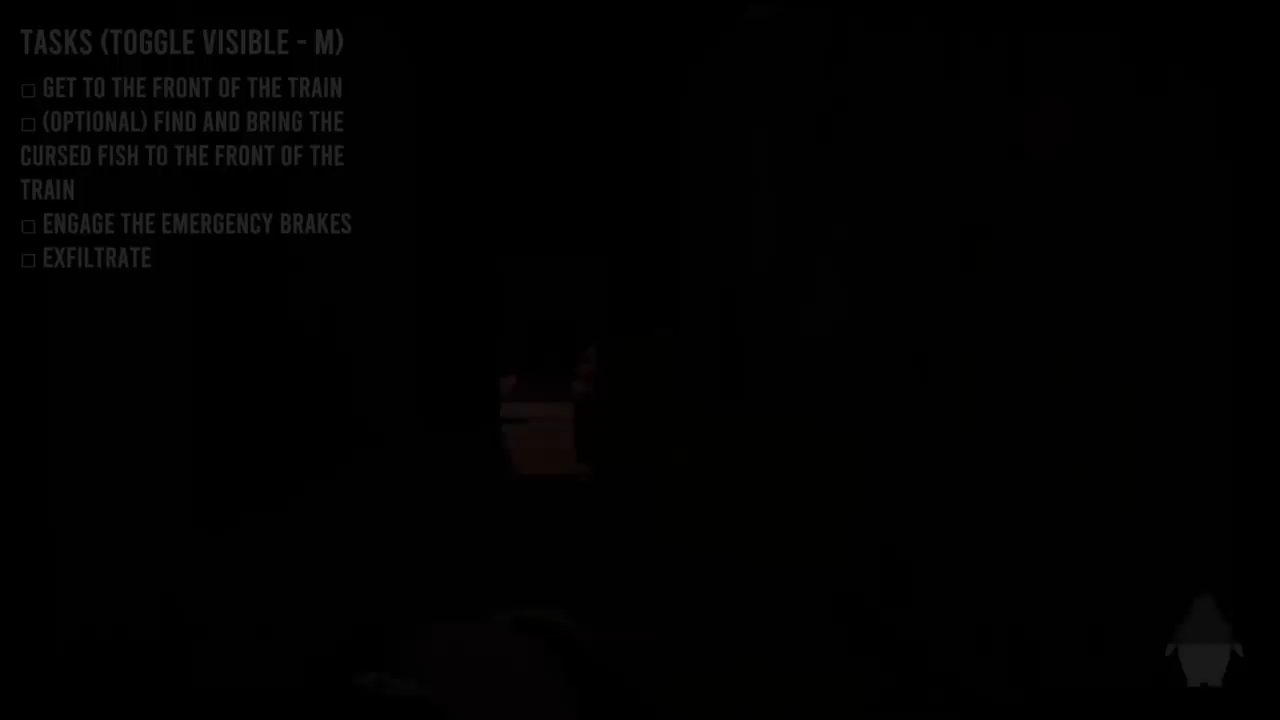 TASKS (TOGGLE VISIBLE - M)
□ GET TO THE FRONT OF THE TRAIN
□ (OPTIONAL) FIND AND BRING THE
CURSED FISH TO THE FRONT OF THE
TRAIN
□ ENGAGE THE EMERGENCY BRAKES
□ EXFILTRATE